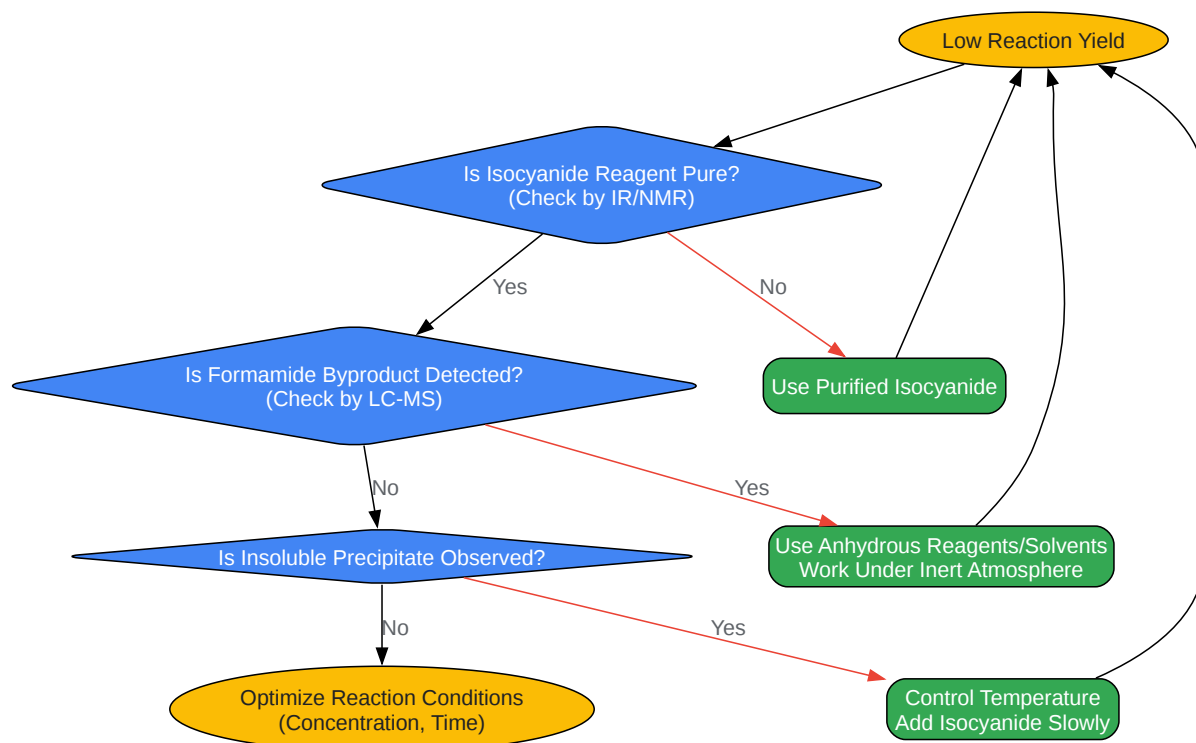 Low Reaction Yield
Is Isocyanide Reagent Pure?
(Check by IR/NMR)
Yes
No
Is Formamide Byproduct Detected?
(Check by LC-MS)
Use Purified Isocyanide
No
Yes
Is Insoluble Precipitate Observed?
Use Anhydrous Reagents/Solvents
Work Under Inert Atmosphere
No
Yes
Optimize Reaction Conditions
(Concentration, Time)
Control Temperature
Add Isocyanide Slowly